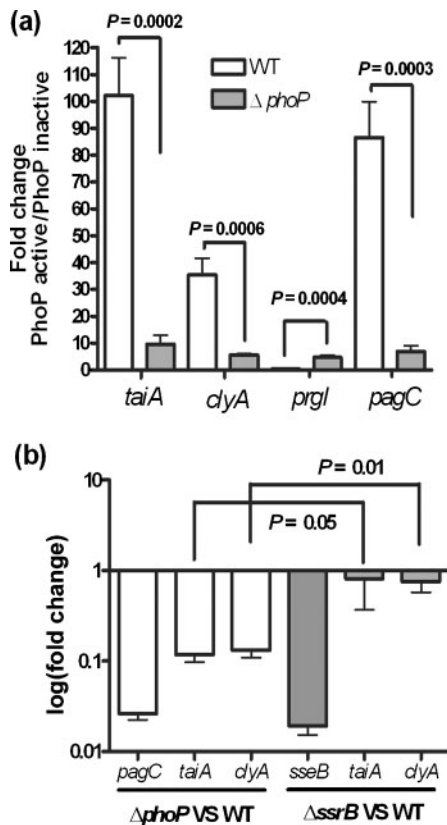 (a)
P = 0.0002
WT
Δ phoP
P = 0.0003
P = 0.0006
P = 0.0004
Fold change
PhoP active/PhoP inactive
120
110
100
90
80
70
60
50
40
30
20
10
0
taiA clyA prgI pagC
(b)
P = 0.01
P = 0.05
log(fold change)
10
1
0.1
0.01
pagC taiA clyA sseB taiA clyA
ΔphoP VS WT ΔssrB VS WT